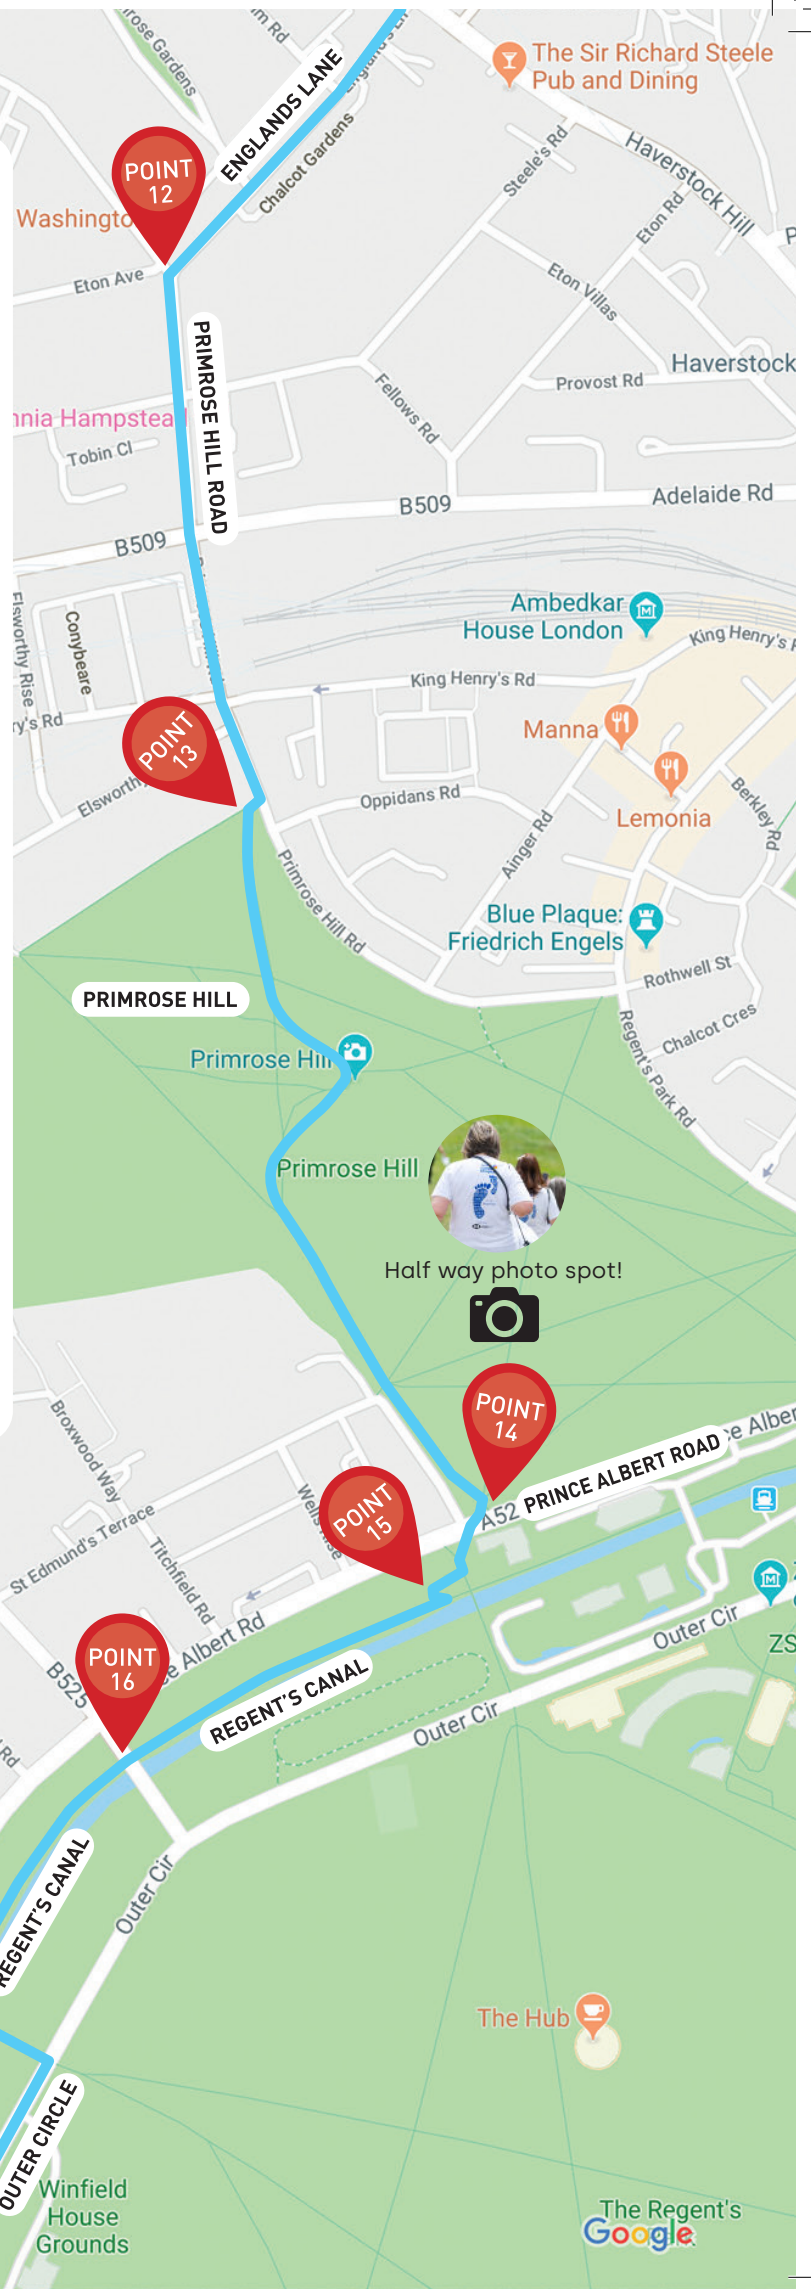 The Sir Richard Steele
Pub and Dining
ENGLANDS LANE
Chalcot Gardens
Steele's Rd
Haverstock Hill
POINT
12
Eton Rd
Eton Ave
Eton Villas
PRIMROSE HILL ROAD
Haverstock
Provost Rd
Fellows Rd
Tobin Cl
B509
Adelaide Rd
B509
Ambedkar
House London
Elsworthy Rise
Conybeare
King Henry's Rd
Manna
POINT
13
Lemonia
Oppidans Rd
Berkley Rd
Ainger Rd
Primrose Hill Rd
Blue Plaque:
Friedrich Engels
Rothwell St
PRIMROSE HILL
Chalcot Cres
Regent's Park Rd
Primrose Hill
Primrose Hill
Half way photo spot!
POINT
14
Broxwood Way
PRINCE ALBERT ROAD
A52
POINT
15
St Edmund's Terrace
Titchfield Rd
Outer Cir
POINT
16
Albert Rd
B525
REGENT'S CANAL
Outer Cir
Rd
REGENT'S CANAL
Outer Cir
The Hub
OUTER CIRCLE
Winfield
House
Grounds
The Regent's
Google